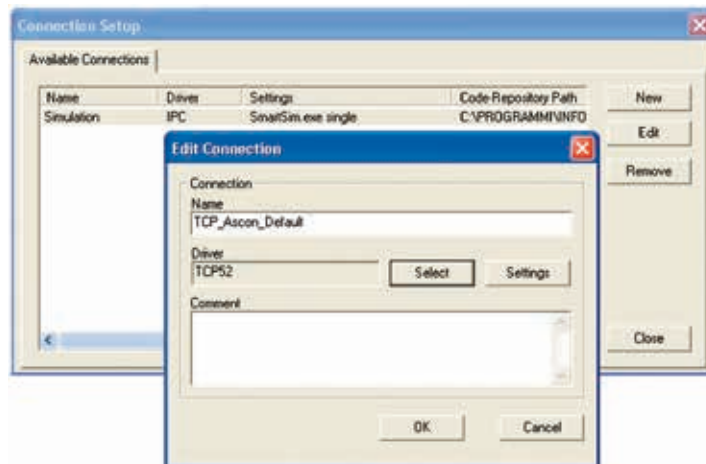 Connection Setup
Available Connections
Name Driver Settings Code-Repository Path
Simulation IPC SmartSim.exe single C:\PROGRAMMI\INFO
New
Edit
Remove
Close
Edit Connection
Connection
Name
TCP_Ascon_Default
Driver
TCP52
Select
Settings
Comment
OK
Cancel